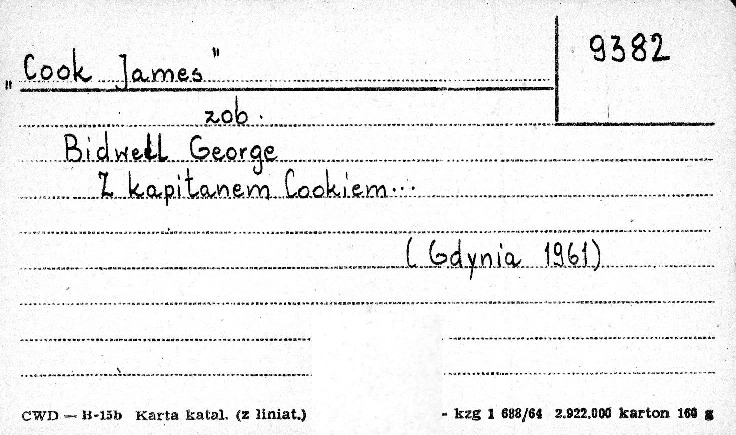 9382
„Cook James"
zob.
Bidwell George
Z kapitanem Cookiem...
(Gdynia 1961)
CWD — H-15b Karta katal. (z liniat.) - kzg 1 688/64 2.922.000 karton 160 g